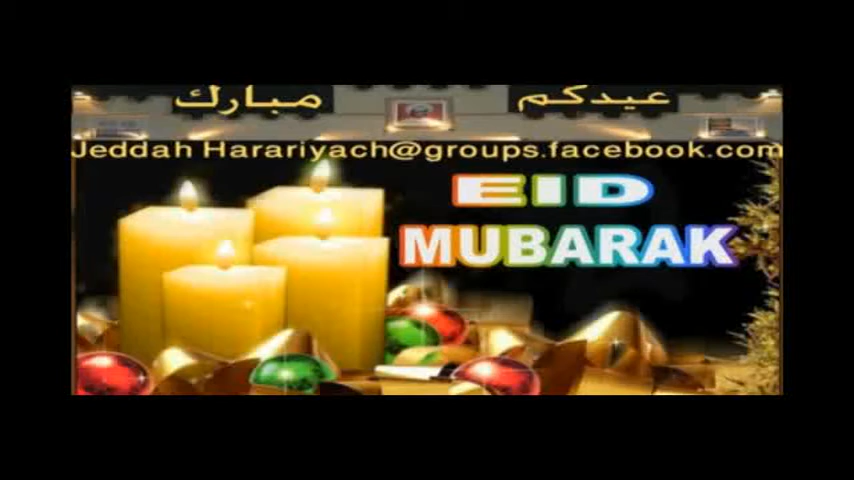 عيدكم مبارك
Jeddah Harariyach@groups.facebook.com
EID
MUBARAK